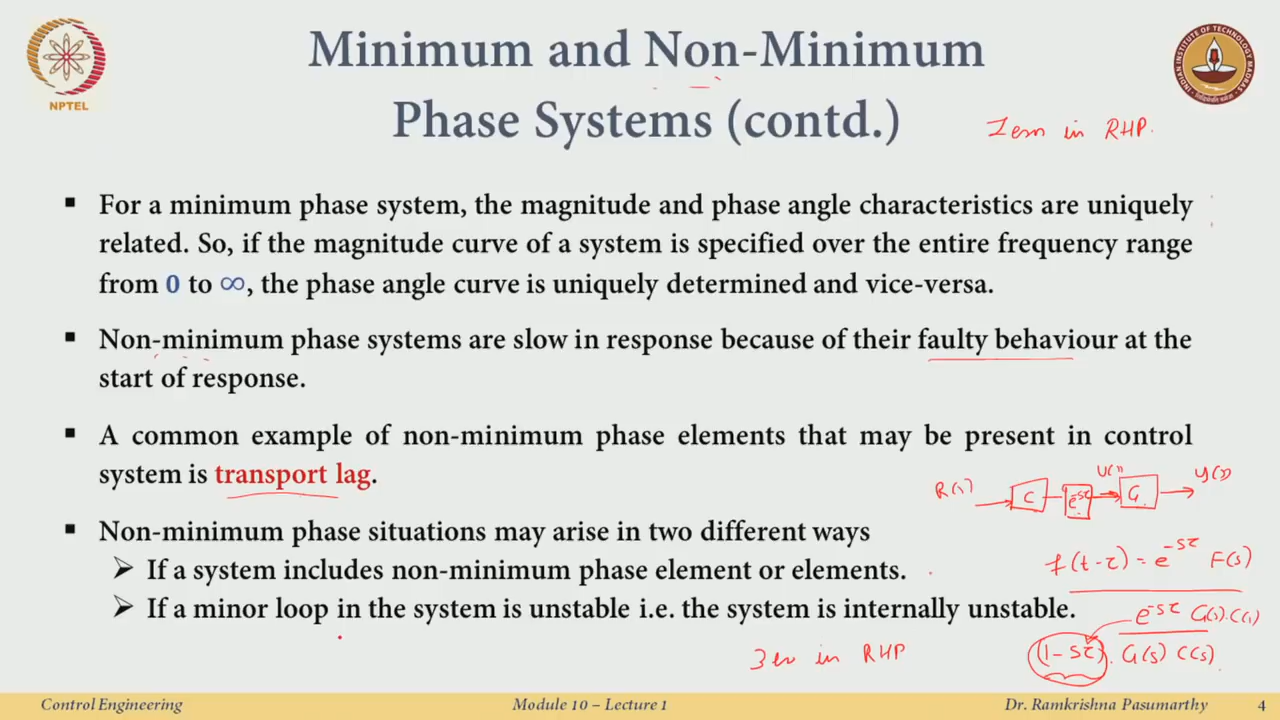 Minimum and Non-Minimum
Phase Systems (contd.)
NPTEL
INDIAN INSTITUTE OF TECHNOLOGY MADRAS
Zero in RHP.
▪ For a minimum phase system, the magnitude and phase angle characteristics are uniquely
related. So, if the magnitude curve of a system is specified over the entire frequency range
from 0 to ∞, the phase angle curve is uniquely determined and vice-versa.
▪ Non-minimum phase systems are slow in response because of their faulty behaviour at the
start of response.
▪ A common example of non-minimum phase elements that may be present in control
system is transport lag.
R(s) C e^{-sτ} U(s) G Y(s)
▪ Non-minimum phase situations may arise in two different ways
➢ If a system includes non-minimum phase element or elements.
f(t-τ) = e^{-sτ} F(s)
➢ If a minor loop in the system is unstable i.e. the system is internally unstable.
e^{-sτ} G(s).C(s)
Zero in RHP
(1-sτ). G(s) C(s).
Control Engineering
Module 10 – Lecture 1
Dr. Ramkrishna Pasumarthy
4